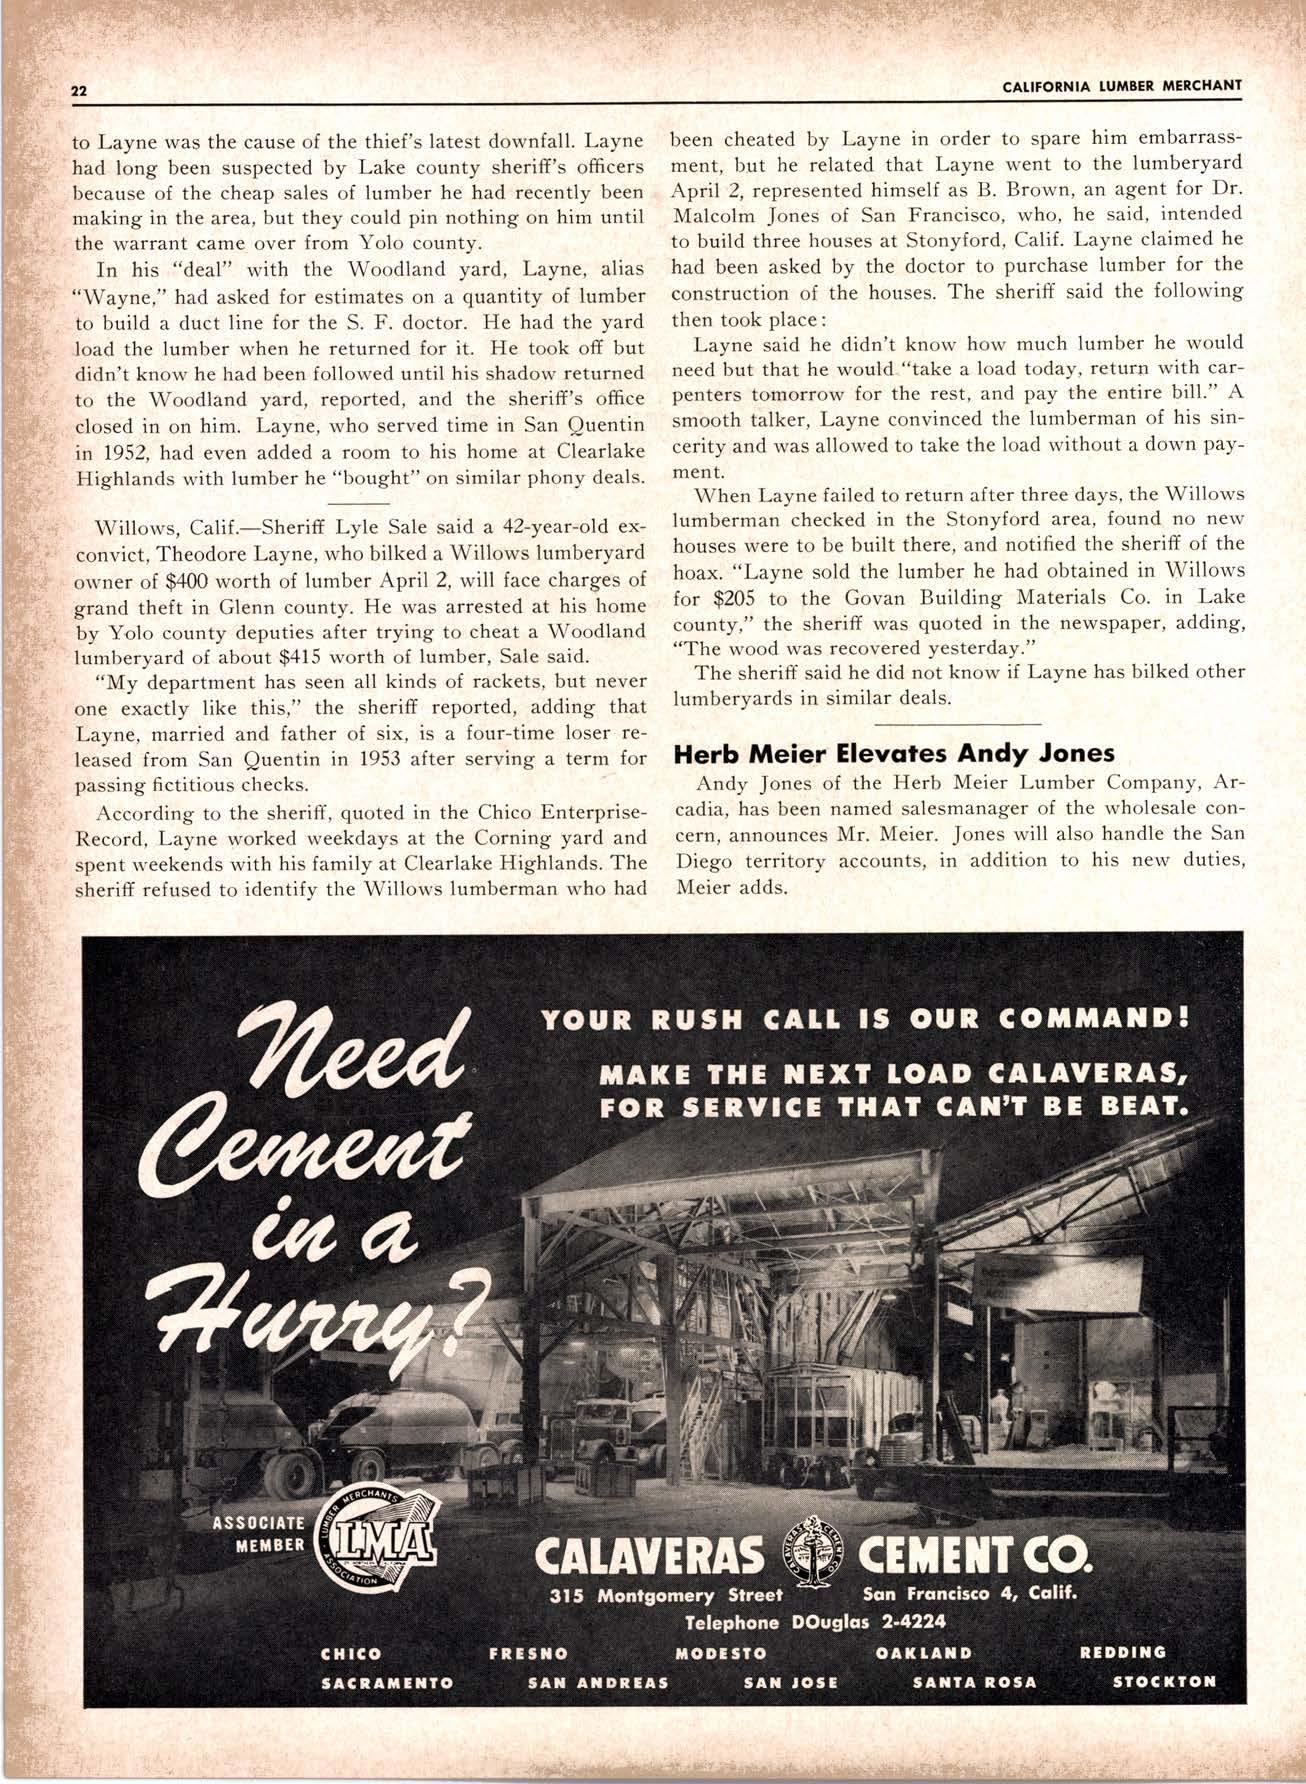 22
CALIFORNIA LUMBER MERCHANT
to Layne was the cause of the thief's latest downfall. Layne
had long been suspected by Lake county sheriff's officers
because of the cheap sales of lumber he had recently been
making in the area, but they could pin nothing on him until
the warrant came over from Yolo county.
In his "deal" with the Woodland yard, Layne, alias
"Wayne," had asked for estimates on a quantity of lumber
to build a duct line for the S. F. doctor. He had the yard
load the lumber when he returned for it. He took off but
didn't know he had been followed until his shadow returned
to the Woodland yard, reported, and the sheriff's office
closed in on him. Layne, who served time in San Quentin
in 1952, had even added a room to his home at Clearlake
Highlands with lumber he "bought" on similar phony deals.
Willows, Calif.—Sheriff Lyle Sale said a 42-year-old ex-
convict, Theodore Layne, who bilked a Willows lumberyard
owner of $400 worth of lumber April 2, will face charges of
grand theft in Glenn county. He was arrested at his home
by Yolo county deputies after trying to cheat a Woodland
lumberyard of about $415 worth of lumber, Sale said.
"My department has seen all kinds of rackets, but never
one exactly like this," the sheriff reported, adding that
Layne, married and father of six, is a four-time loser re-
leased from San Quentin in 1953 after serving a term for
passing fictitious checks.
According to the sheriff, quoted in the Chico Enterprise-
Record, Layne worked weekdays at the Corning yard and
spent weekends with his family at Clearlake Highlands. The
sheriff refused to identify the Willows lumberman who had
been cheated by Layne in order to spare him embarrass-
ment, but he related that Layne went to the lumberyard
April 2, represented himself as B. Brown, an agent for Dr.
Malcolm Jones of San Francisco, who, he said, intended
to build three houses at Stonyford, Calif. Layne claimed he
had been asked by the doctor to purchase lumber for the
construction of the houses. The sheriff said the following
then took place:
Layne said he didn't know how much lumber he would
need but that he would "take a load today, return with car-
penters tomorrow for the rest, and pay the entire bill." A
smooth talker, Layne convinced the lumberman of his sin-
cerity and was allowed to take the load without a down pay-
ment.
When Layne failed to return after three days, the Willows
lumberman checked in the Stonyford area, found no new
houses were to be built there, and notified the sheriff of the
hoax. "Layne sold the lumber he had obtained in Willows
for $205 to the Govan Building Materials Co. in Lake
county," the sheriff was quoted in the newspaper, adding,
"The wood was recovered yesterday."
The sheriff said he did not know if Layne has bilked other
lumberyards in similar deals.
Herb Meier Elevates Andy Jones
Andy Jones of the Herb Meier Lumber Company, Ar-
cadia, has been named salesmanager of the wholesale con-
cern, announces Mr. Meier. Jones will also handle the San
Diego territory accounts, in addition to his new duties,
Meier adds.
Need
Cement
in a
Hurry?
YOUR RUSH CALL IS OUR COMMAND!
MAKE THE NEXT LOAD CALAVERAS,
FOR SERVICE THAT CAN'T BE BEAT.
ASSOCIATE
MEMBER
LUMBER MERCHANTS
LMA
ASSOCIATION
CALAVERAS CEMENT CO.
CALAVERAS CEMENT CO.
315 Montgomery Street San Francisco 4, Calif.
Telephone DOuglas 2-4224
CHICO FRESNO MODESTO OAKLAND REDDING
SACRAMENTO SAN ANDREAS SAN JOSE SANTA ROSA STOCKTON